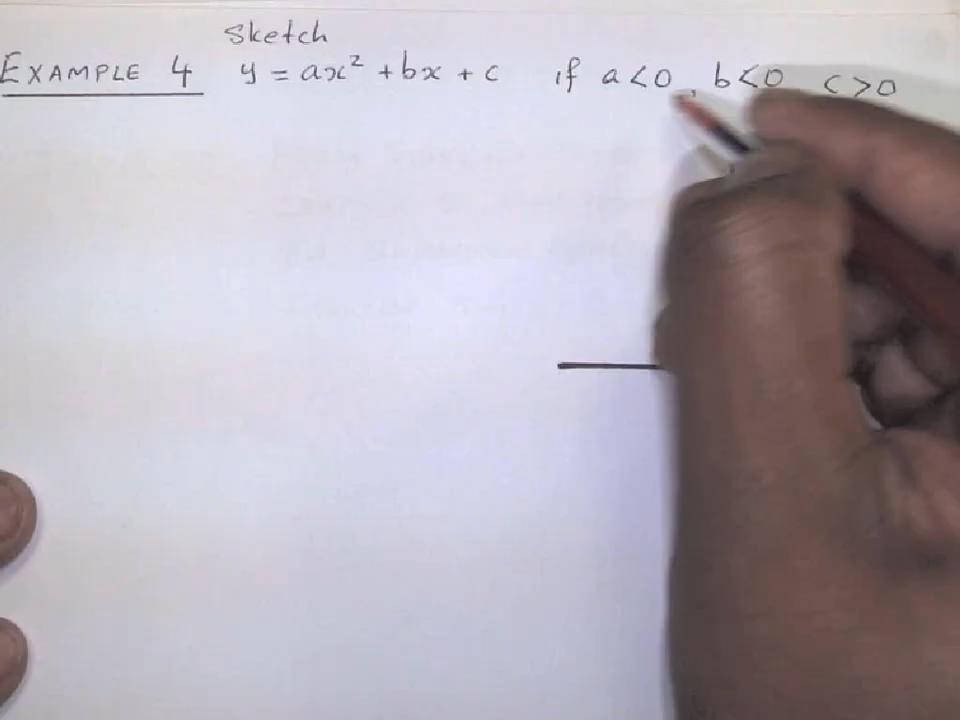 Sketch
EXAMPLE 4 y = ax² + bx + c if a < 0, b < 0 c > 0